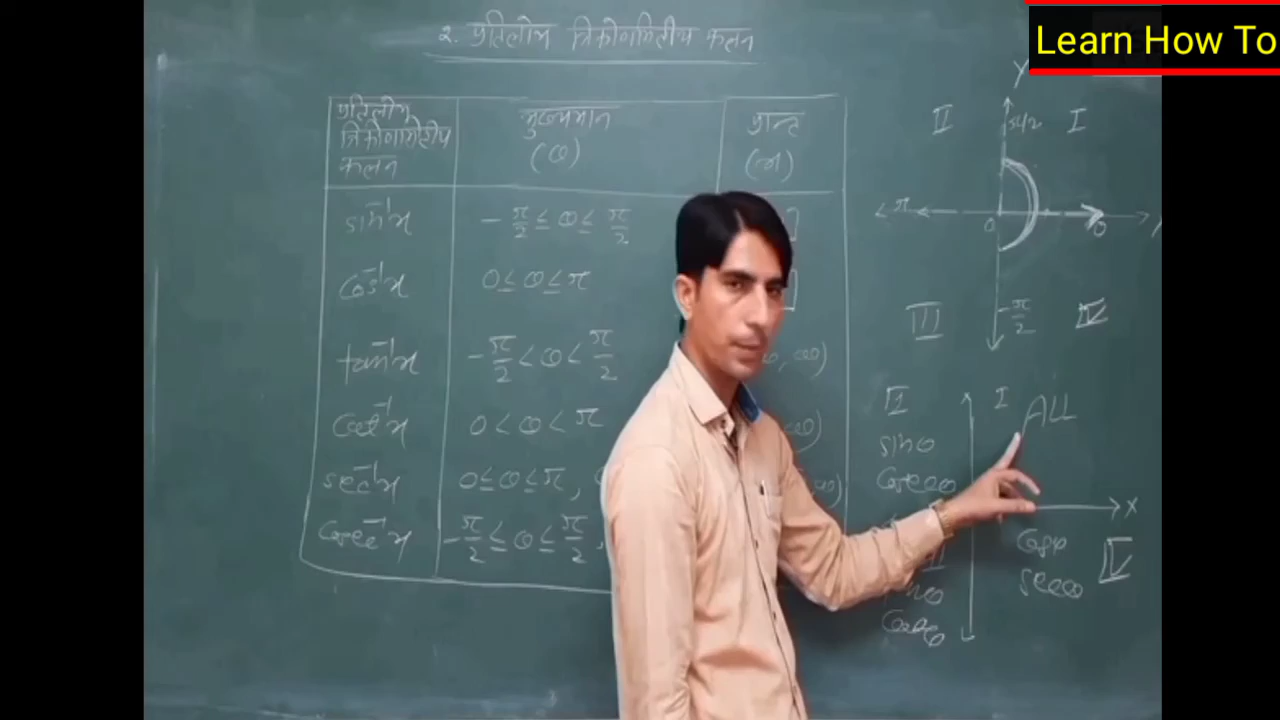 Learn How To
२. प्रतिलोम त्रिकोणमितीय फलन
प्रतिलोम त्रिकोणमितीय फलन
मुख्यमान (θ)
प्रान्त (x)
sin⁻¹x
-π/2 ≤ θ ≤ π/2
]
cos⁻¹x
0 ≤ θ ≤ π
]
tan⁻¹x
-π/2 < θ < π/2
, ∞)
cot⁻¹x
0 < θ < π
∞)
sec⁻¹x
0 ≤ θ ≤ π,
∞)
cosec⁻¹x
-π/2 ≤ θ ≤ π/2,
Y
II
I
π/2
π
0
0
III
-π/2
IV
II
I
ALL
sinθ
cosecθ
X
cosθ
secθ
IV
cotθ